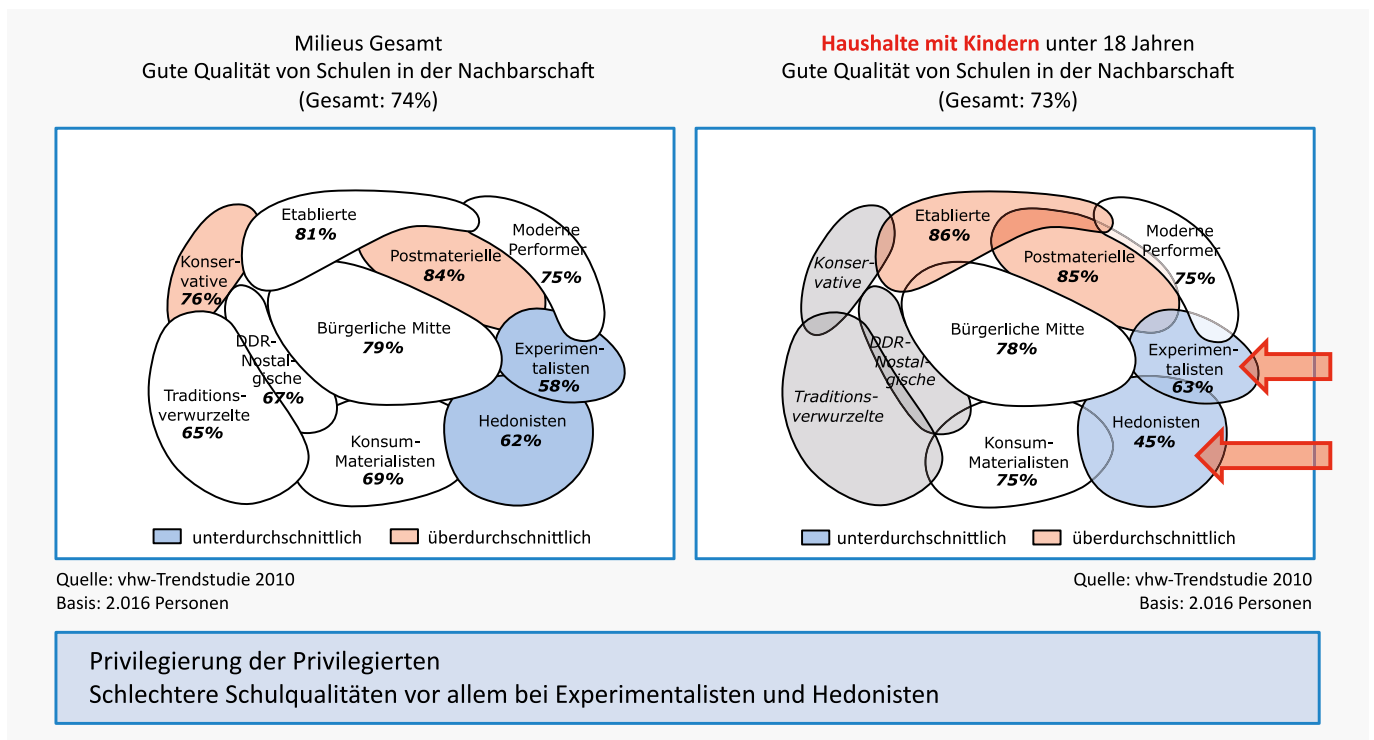 Milieus Gesamt
Gute Qualität von Schulen in der Nachbarschaft
(Gesamt: 74%)
Etablierte
81%
Moderne
Performer
75%
Konser-
vative
76%
Postmaterielle
84%
Bürgerliche Mitte
79%
DDR-
Nostal-
gische
67%
Experimen-
talisten
58%
Traditions-
verwurzelte
65%
Hedonisten
62%
Konsum-
Materialisten
69%
unterdurchschnittlich
überdurchschnittlich
Quelle: vhw-Trendstudie 2010
Basis: 2.016 Personen
Haushalte mit Kindern unter 18 Jahren
Gute Qualität von Schulen in der Nachbarschaft
(Gesamt: 73%)
Etablierte
86%
Moderne
Performer
75%
Konser-
vative
Postmaterielle
85%
Bürgerliche Mitte
78%
DDR-
Nostal-
gische
Experimen-
talisten
63%
Traditions-
verwurzelte
Hedonisten
45%
Konsum-
Materialisten
75%
unterdurchschnittlich
überdurchschnittlich
Quelle: vhw-Trendstudie 2010
Basis: 2.016 Personen
Privilegierung der Privilegierten
Schlechtere Schulqualitäten vor allem bei Experimentalisten und Hedonisten